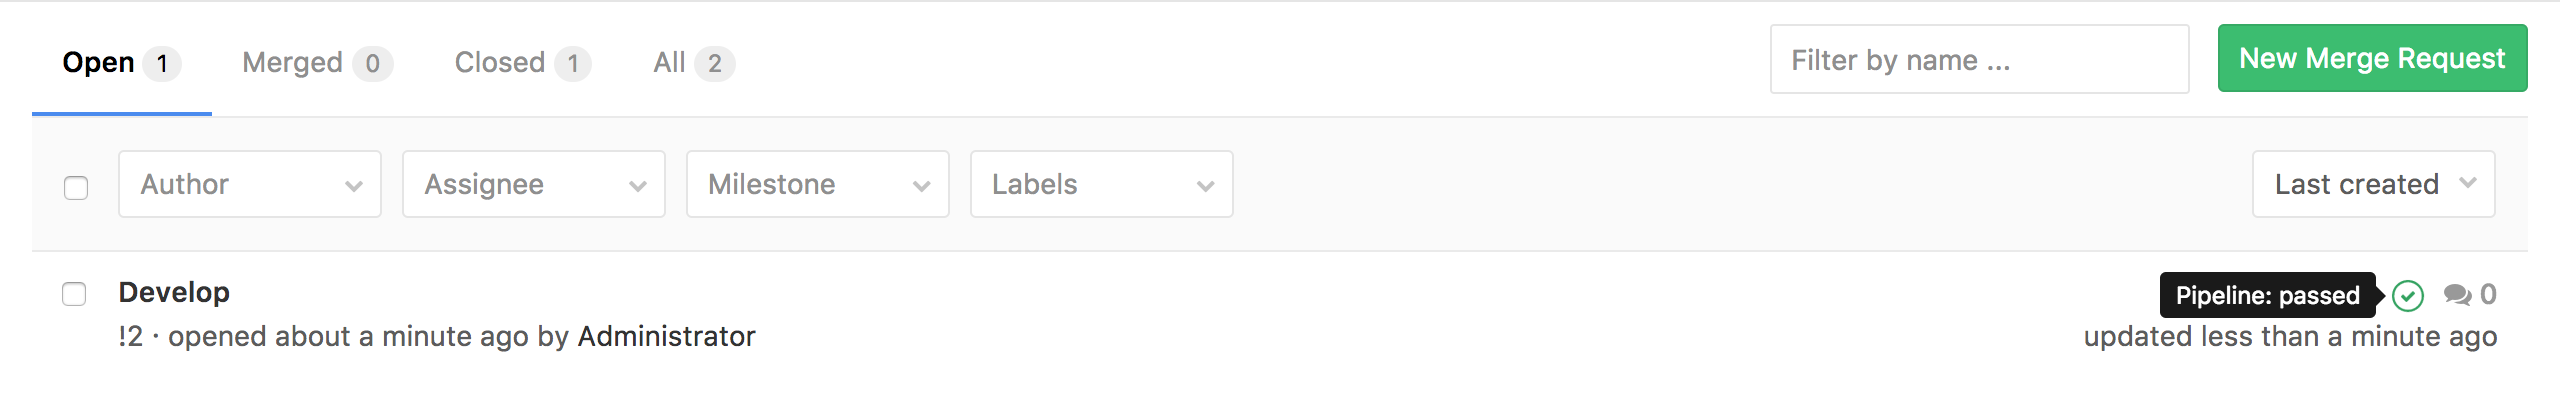 Open 1 Merged 0 Closed 1 All 2 Filter by name ... New Merge Request
Author Assignee Milestone Labels Last created
Develop Pipeline: passed 0
!2 · opened about a minute ago by Administrator updated less than a minute ago